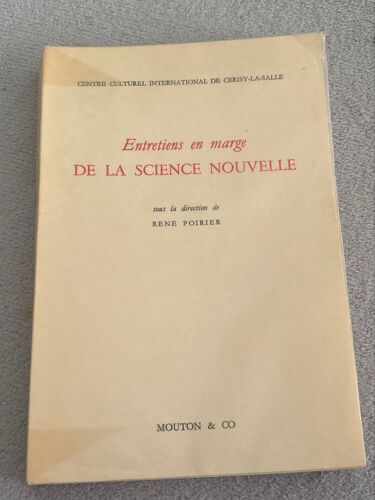 CENTRE CULTUREL INTERNATIONAL DE CERISY-LA-SALLE
Entretiens en marge
DE LA SCIENCE NOUVELLE
sous la direction de
RENÉ POIRIER
MOUTON & CO